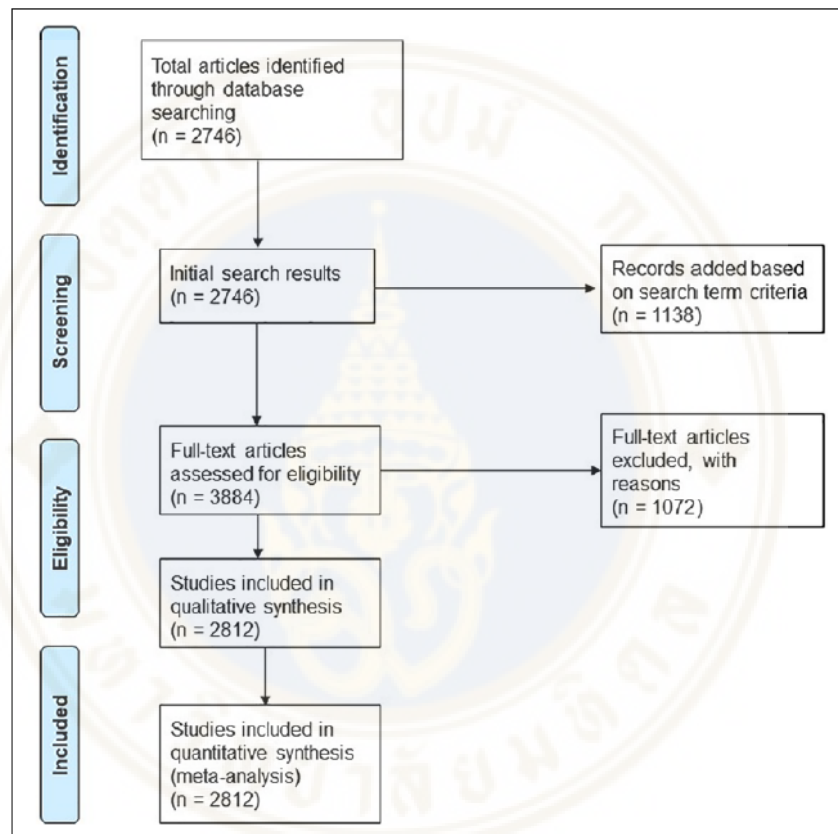 Identification
Total articles identified
through database
searching
(n = 2746)
Screening
Initial search results
(n = 2746)
Records added based
on search term criteria
(n = 1138)
Eligibility
Full-text articles
assessed for eligibility
(n = 3884)
Full-text articles
excluded, with
reasons
(n = 1072)
Studies included in
qualitative synthesis
(n = 2812)
Included
Studies included in
quantitative synthesis
(meta-analysis)
(n = 2812)